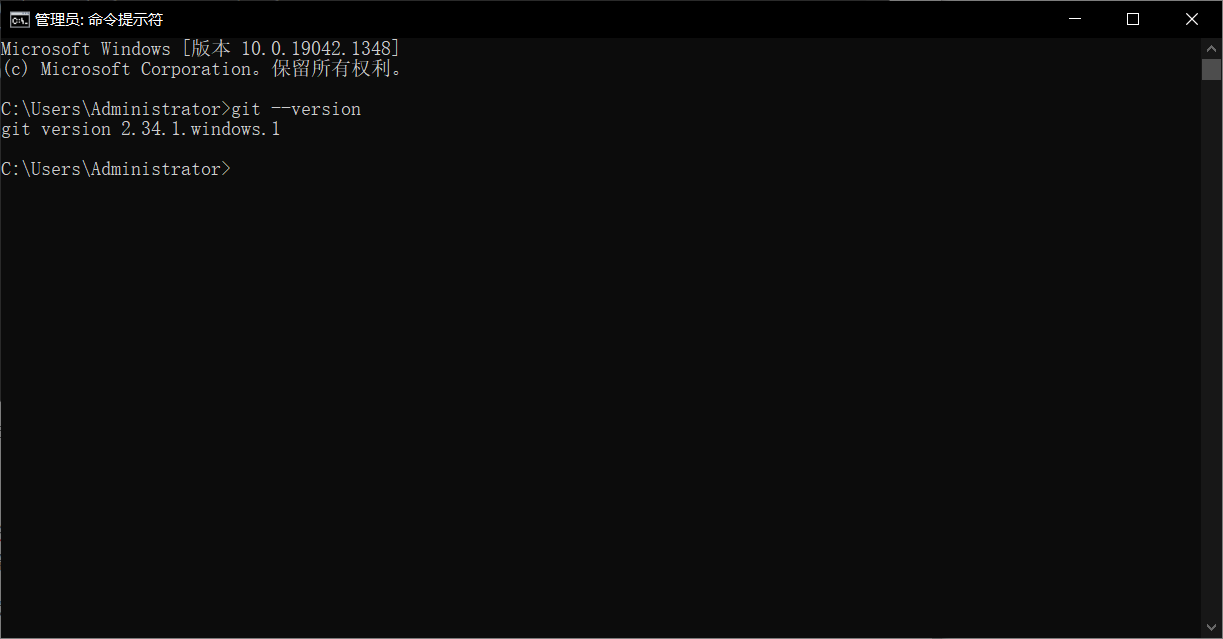 管理员: 命令提示符
Microsoft Windows [版本 10.0.19042.1348]
(c) Microsoft Corporation。保留所有权利。
C:\Users\Administrator>git --version
git version 2.34.1.windows.1
C:\Users\Administrator>